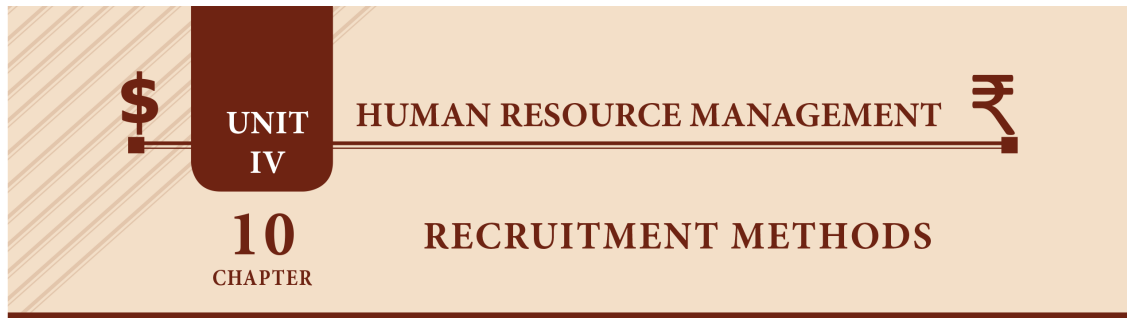 $
UNIT
IV
HUMAN RESOURCE MANAGEMENT
₹
10
CHAPTER
RECRUITMENT METHODS